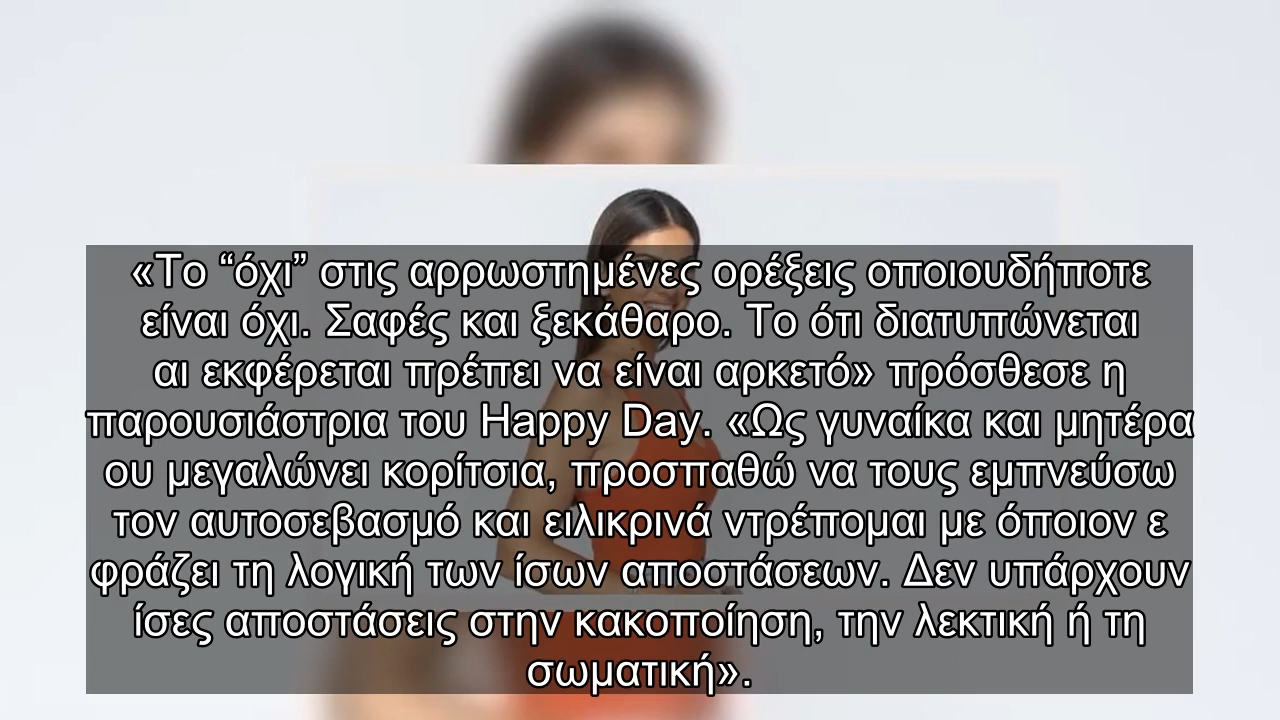 «Το “όχι” στις αρρωστημένες ορέξεις οποιουδήποτε
είναι όχι. Σαφές και ξεκάθαρο. Το ότι διατυπώνεται
αι εκφέρεται πρέπει να είναι αρκετό» πρόσθεσε η
παρουσιάστρια του Happy Day. «Ως γυναίκα και μητέρα
ου μεγαλώνει κορίτσια, προσπαθώ να τους εμπνεύσω
τον αυτοσεβασμό και ειλικρινά ντρέπομαι με όποιον ε
φράζει τη λογική των ίσων αποστάσεων. Δεν υπάρχουν
ίσες αποστάσεις στην κακοποίηση, την λεκτική ή τη
σωματική».